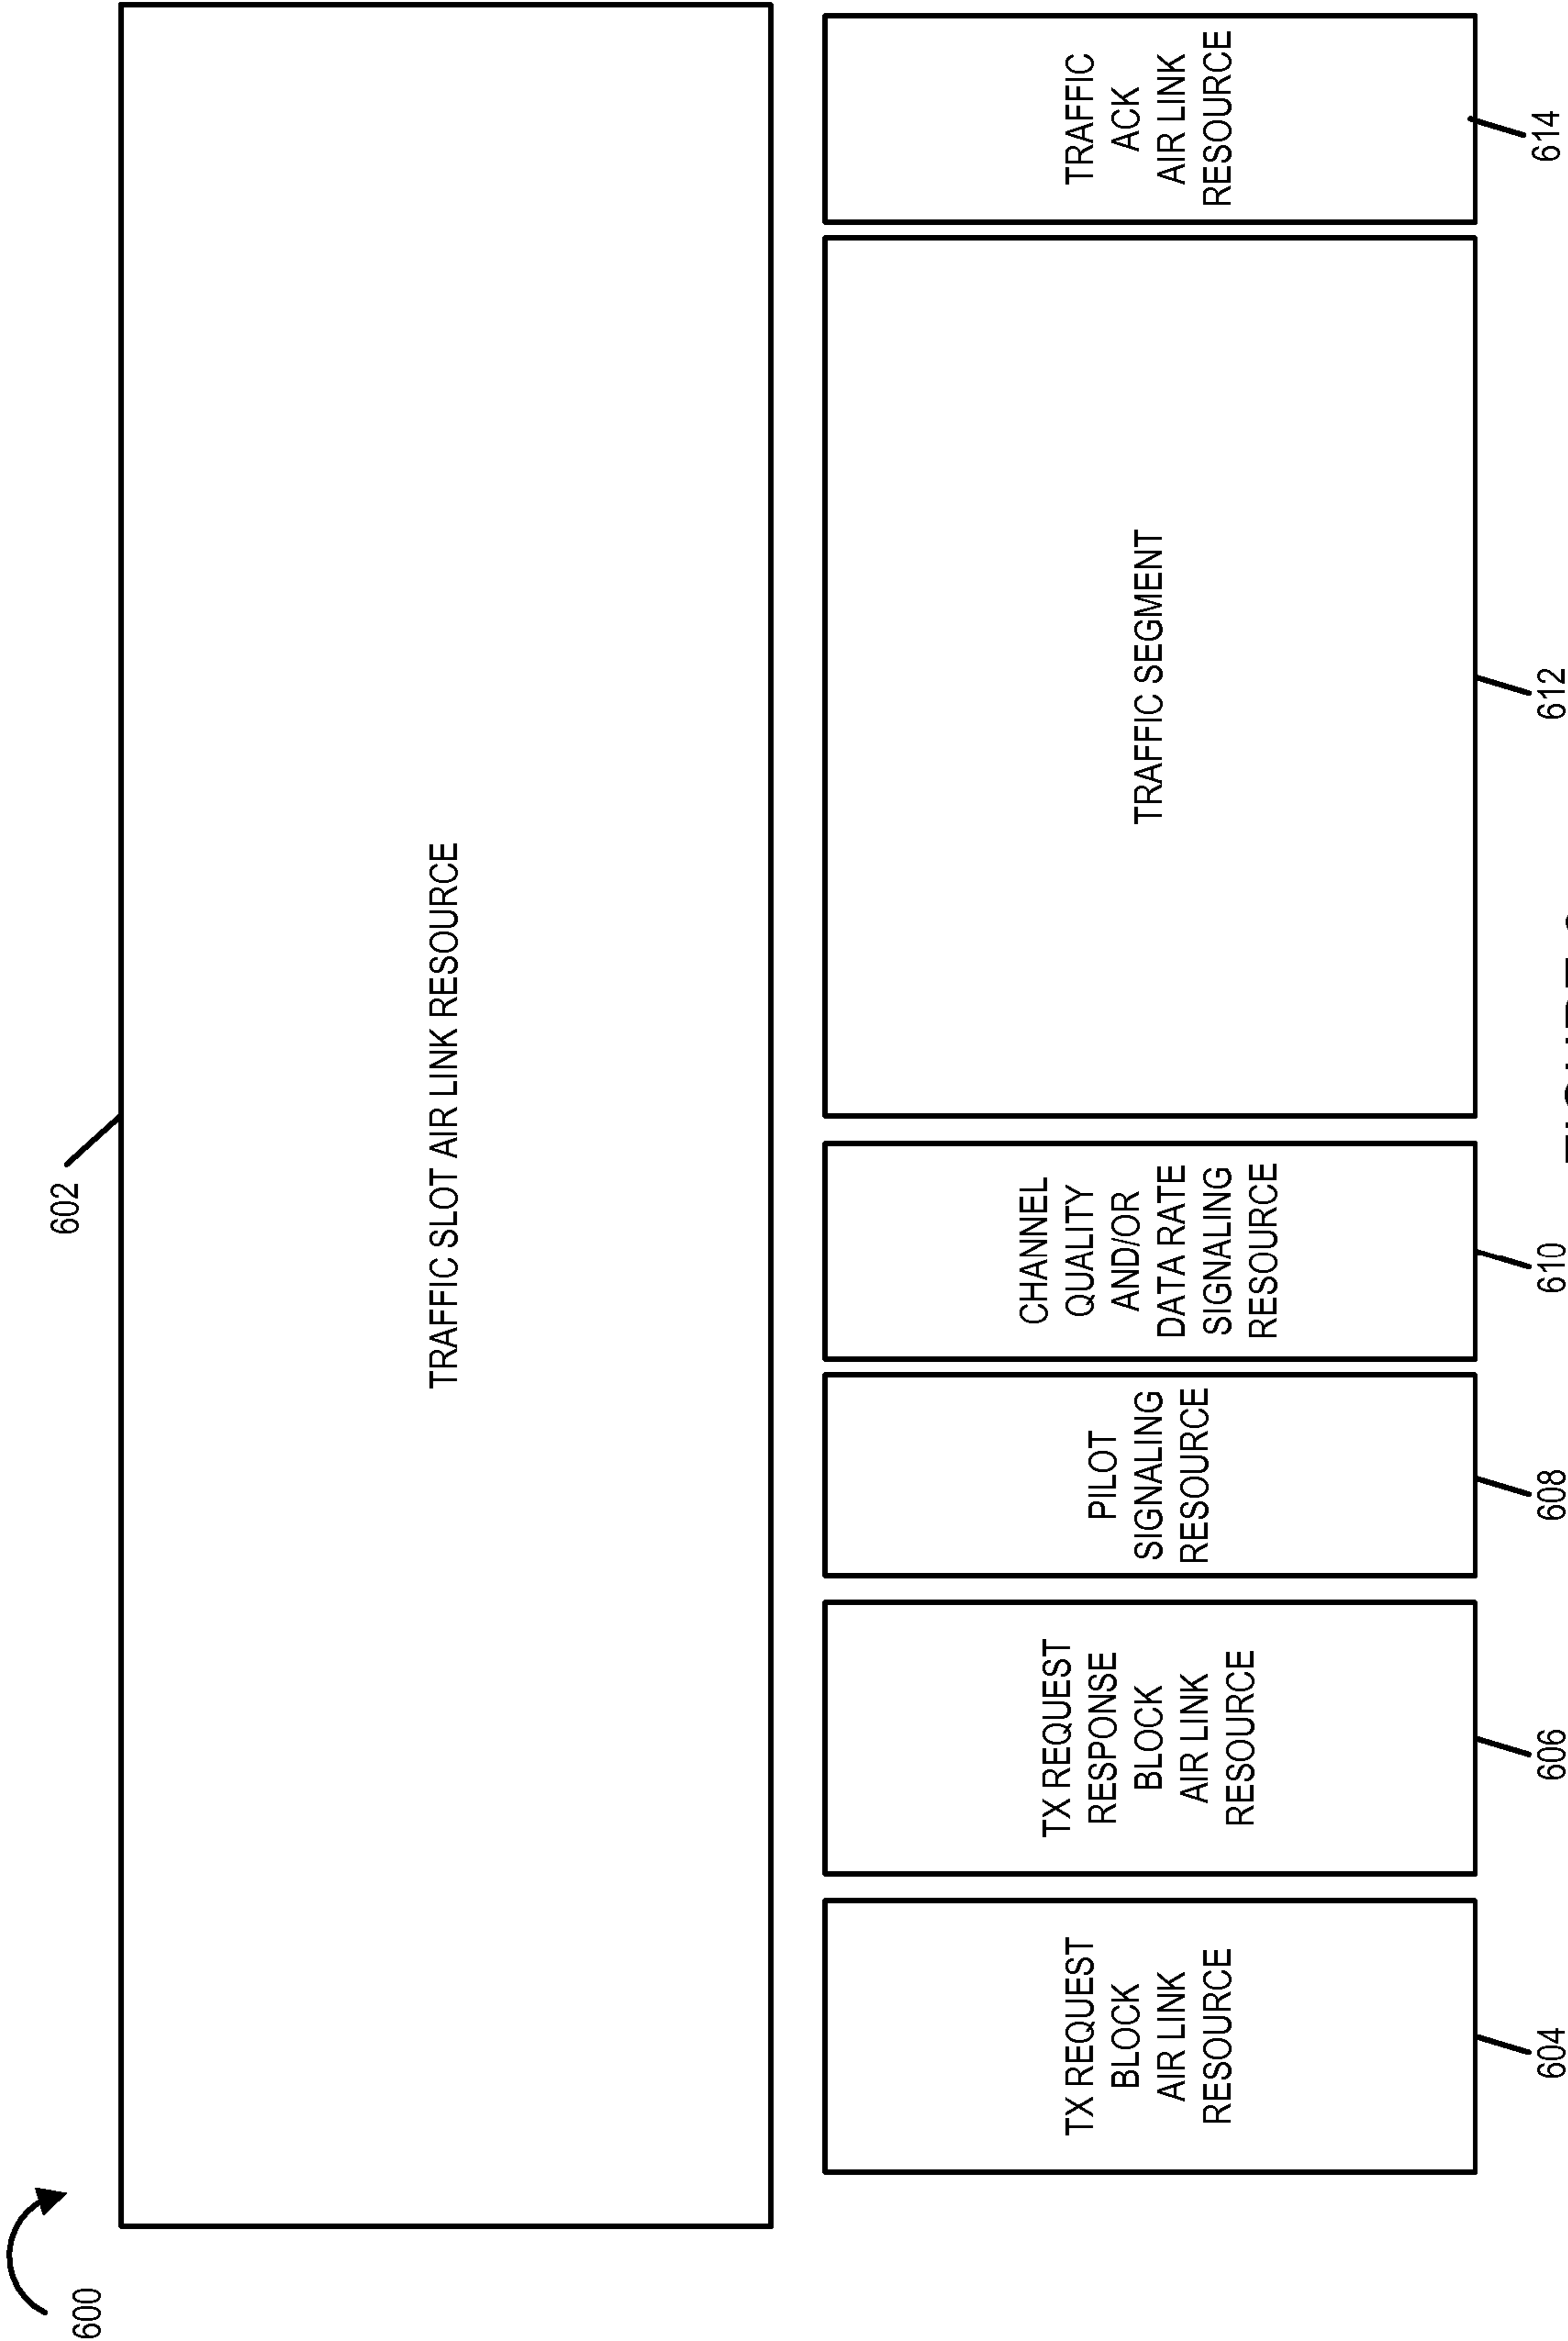 600
602
TRAFFIC SLOT AIR LINK RESOURCE
TX REQUEST
BLOCK
AIR LINK
RESOURCE
604
TX REQUEST
RESPONSE
BLOCK
AIR LINK
RESOURCE
606
PILOT
SIGNALING
RESOURCE
608
CHANNEL
QUALITY
AND/OR
DATA RATE
SIGNALING
RESOURCE
610
TRAFFIC SEGMENT
612
TRAFFIC
ACK
AIR LINK
RESOURCE
614